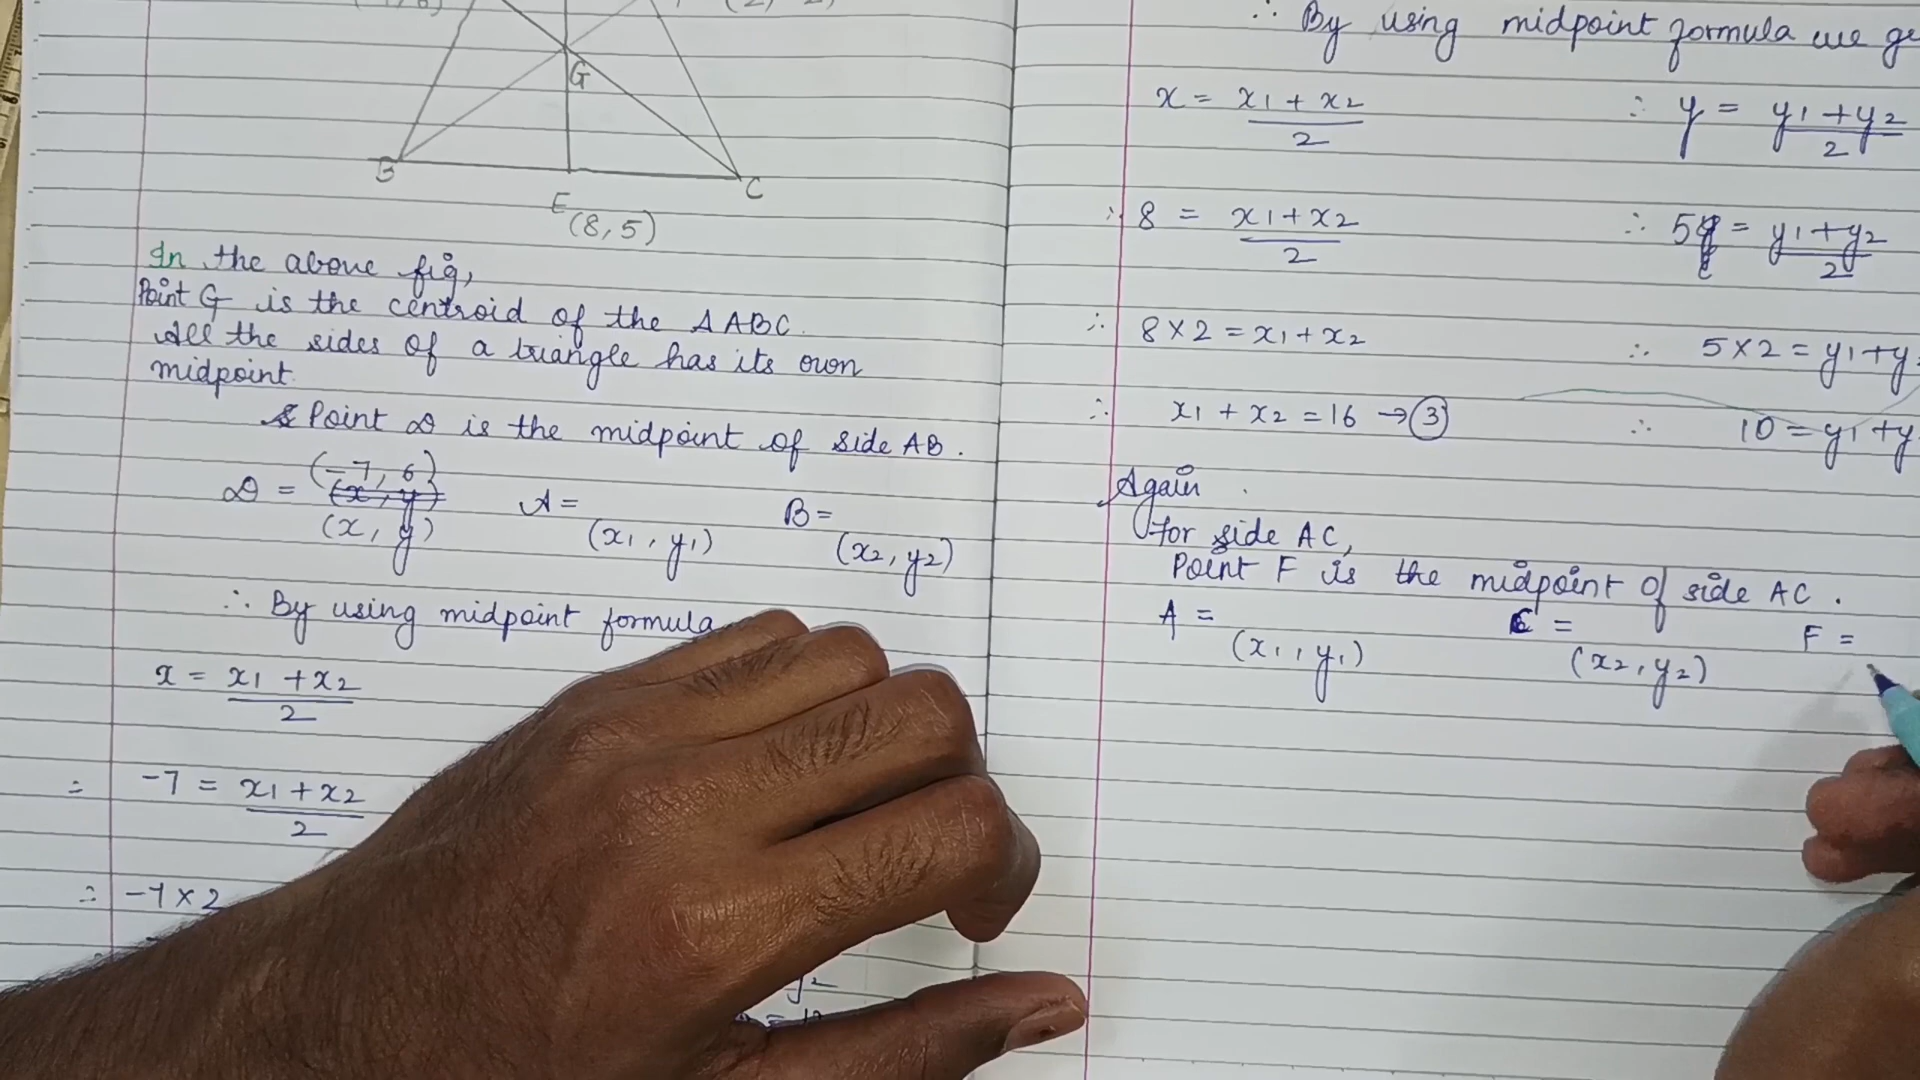 G
B
C
E
(8, 5)
In the above fig,
Point G is the centroid of the ΔABC.
All the sides of a triangle has its own
midpoint.
Point D is the midpoint of side AB.
(-7, 6)
D = (x, y) A = B =
(x, y) (x1, y1) (x2, y2)
∴ By using midpoint formula
x = x1 + x2
2
= -7 = x1 + x2
2
∴ -7 × 2
∴ By using midpoint formula we ge
x = x1 + x2 ∴ y = y1 + y2
2 2
∴ 8 = x1 + x2 ∴ 5 = y1 + y2
2 2
∴ 8 × 2 = x1 + x2 ∴ 5 × 2 = y1 + y
∴ x1 + x2 = 16 → ③ ∴ 10 = y1 + y
Again
for side AC,
Point F is the midpoint of side AC.
A = C = F =
(x1, y1) (x2, y2)